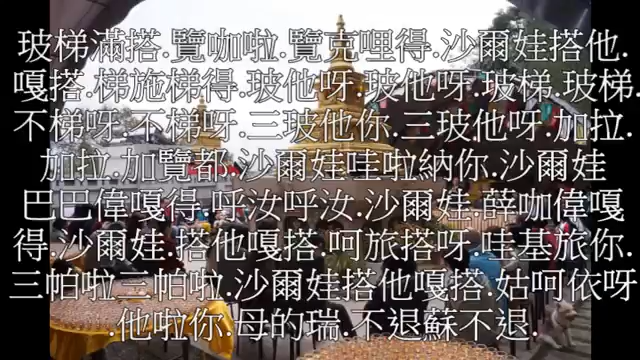 玻梯滿搭.覽咖啦.覽克哩得.沙爾娃搭他.
嘎搭.梯施梯得.玻他呀.玻他呀.玻梯.玻梯.
不梯呀.不梯呀.三玻他你.三玻他呀.加拉.
加拉.加覽都.沙爾娃哇啦納你.沙爾娃
巴巴偉嘎得.呼汝呼汝.沙爾娃.薛咖偉嘎
得.沙爾娃.搭他嘎搭.呵旅搭呀.哇基旅你.
三帕啦三帕啦.沙爾娃搭他嘎搭.姑呵依呀
.他啦你.母的瑞.不退蘇不退.